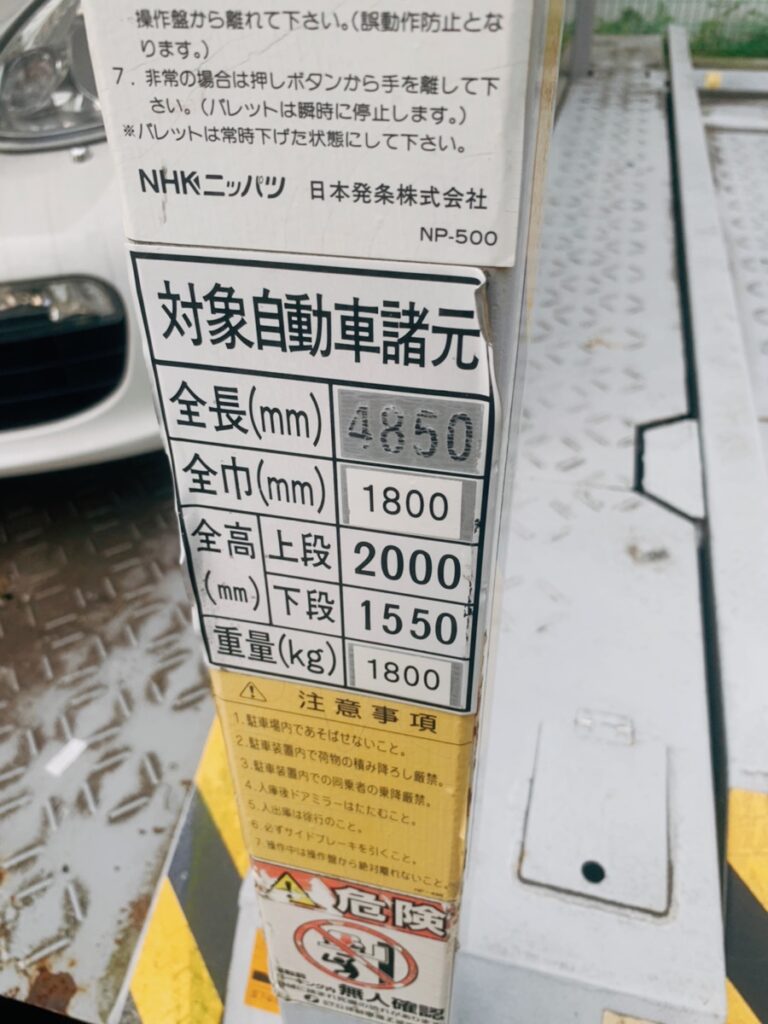 操作盤から離れて下さい。(誤動作防止とな
ります。)
7. 非常の場合は押しボタンから手を離して下
さい。(パレットは瞬時に停止します。)
※パレットは常時下げた状態にして下さい。
NHKニッパツ 日本発条株式会社
NP-500
対象自動車諸元
全長(mm) 4850
全巾(mm) 1800
全高(mm) 上段 2000
下段 1550
重量(kg) 1800
注意事項
1.駐車場内であそばせないこと。
2.駐車装置内で荷物の積み降ろし厳禁。
3.駐車装置内での同乗者の乗降厳禁。
4.入庫後ドアミラーはたたむこと。
5.入出庫は徐行のこと。
6.必ずサイドブレーキを引くこと。
7.操作中は操作盤から絶対離れないこと。
危険
無人確認